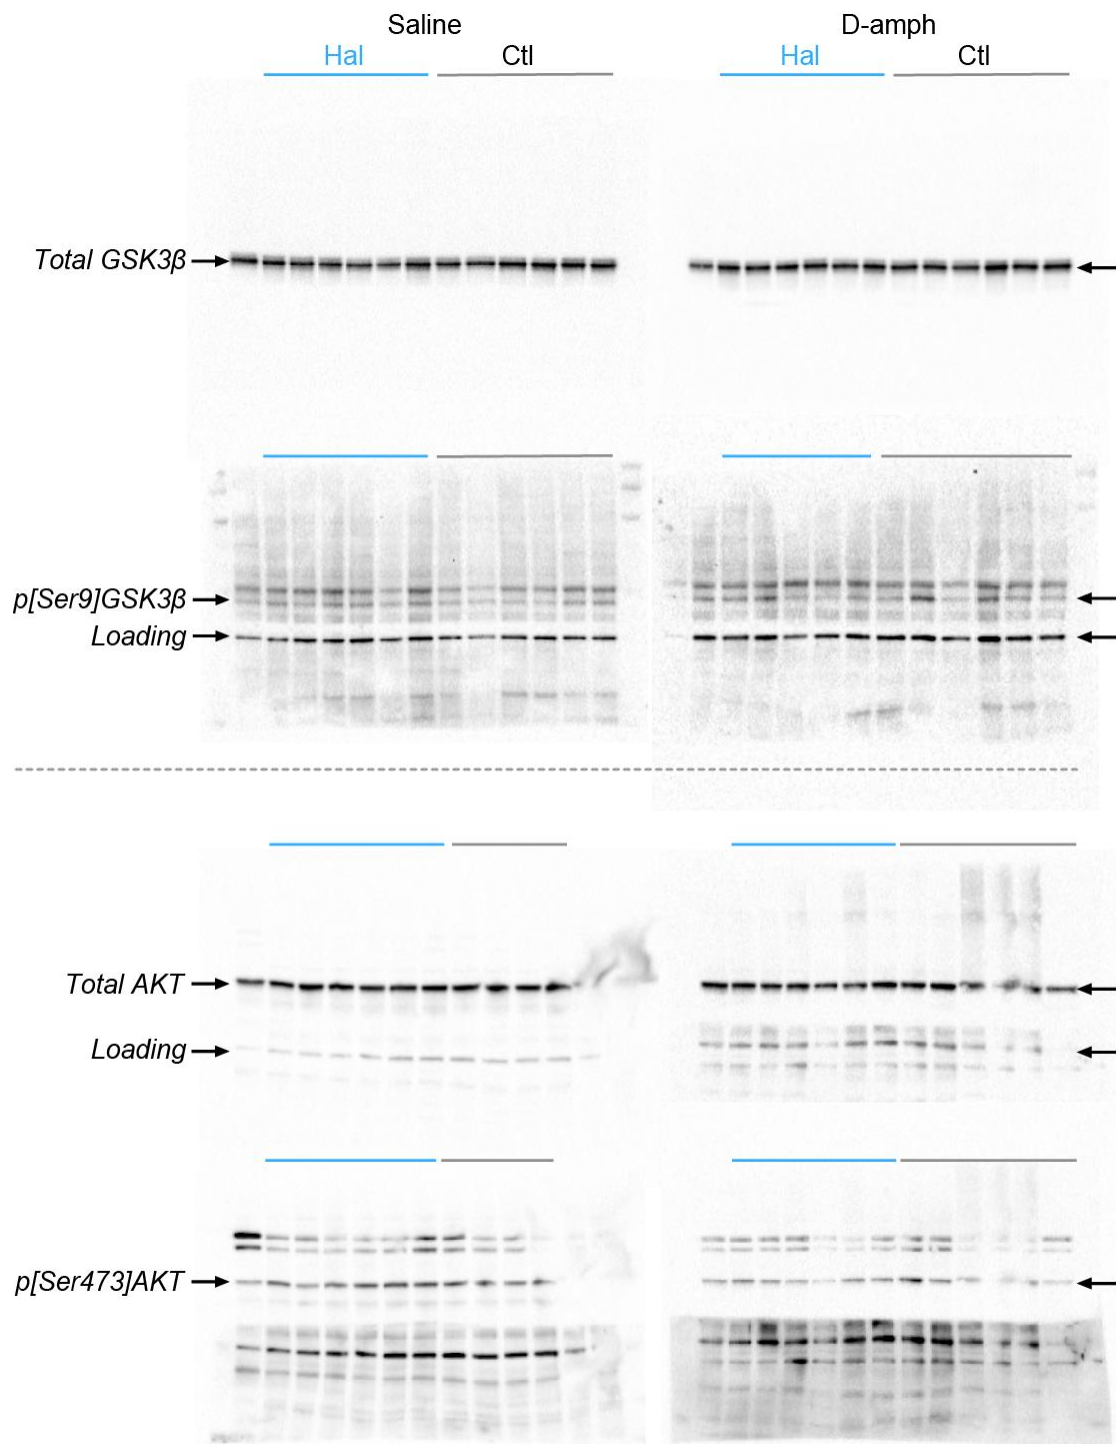 Saline D-amph
Hal Ctl Hal Ctl
Total GSK3β
p[Ser9]GSK3β
Loading
Total AKT
Loading
p[Ser473]AKT